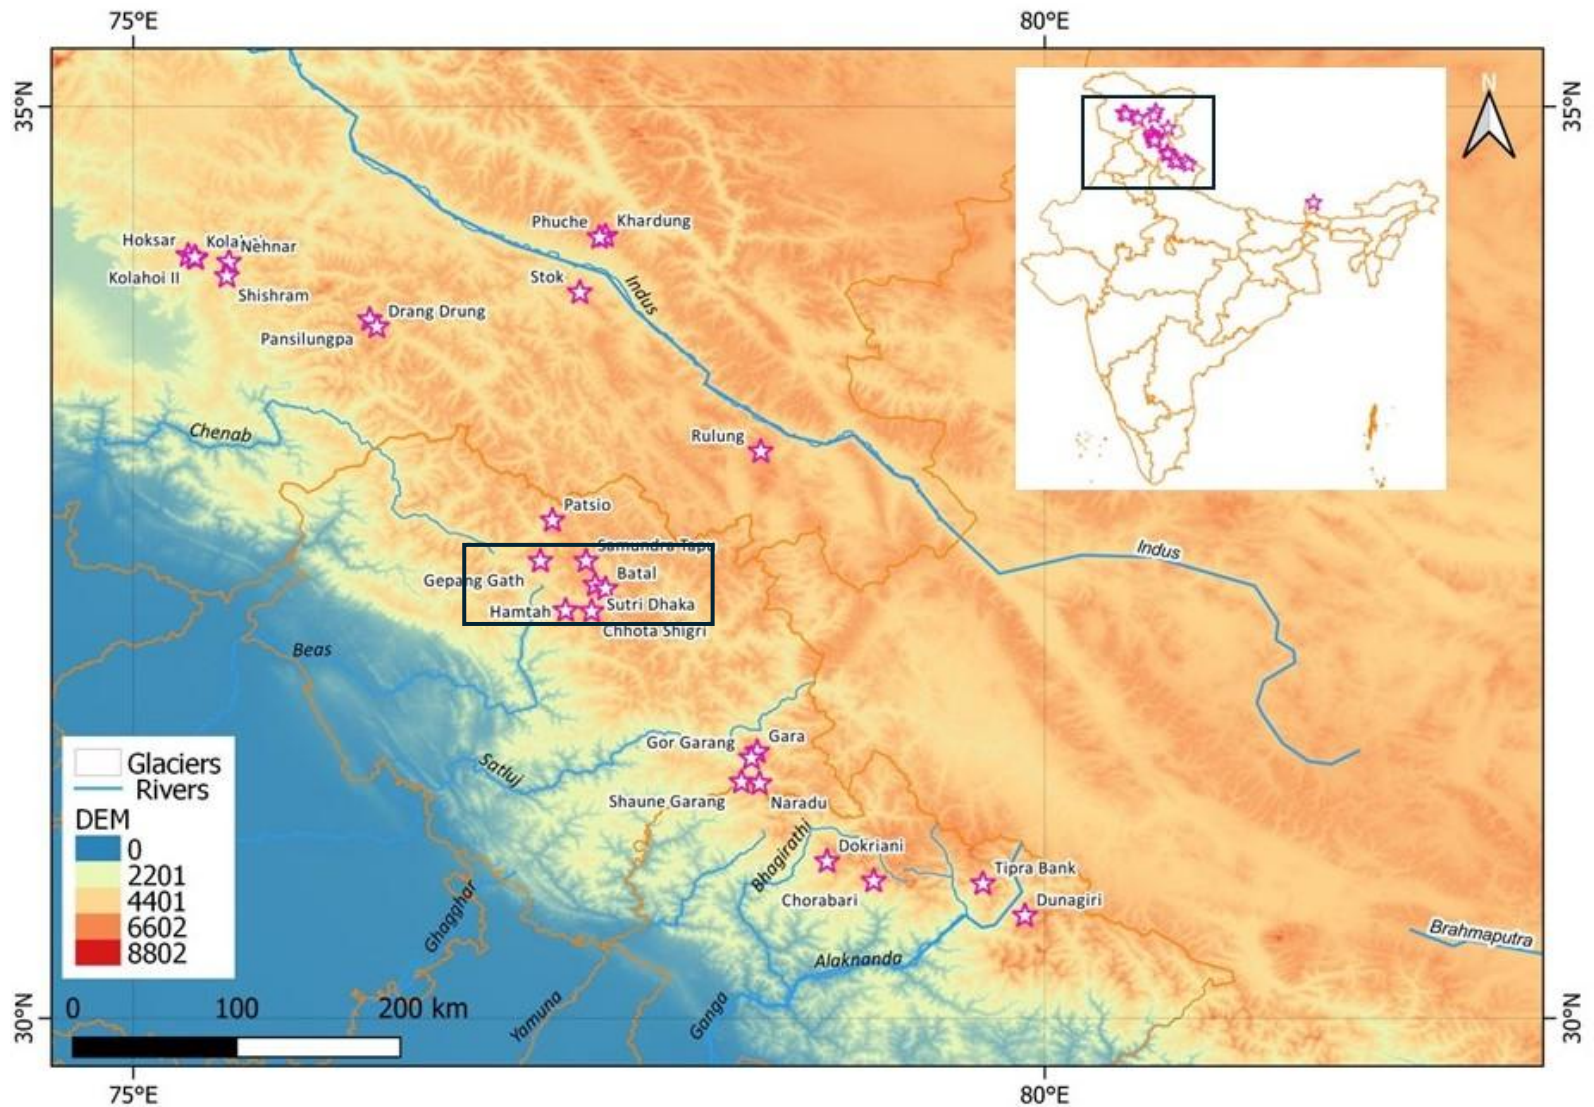 75°E
80°E
35°N
35°N
N
Phuche
Khardung
Hoksar
Nehnar
Kolahoi II
Shishram
Stok
Indus
Drang Drung
Pansilungpa
Chenab
Rulung
Patsio
Samundra Tapu
Indus
Gepang Gath
Batal
Hamtah
Sutri Dhaka
Chhota Shigri
Beas
Gor Garang
Gara
Satluj
Shaune Garang
Naradu
Glaciers
Rivers
DEM
0
2201
4401
6602
8802
Bhagirathi
Dokriani
Chorabari
Tipra Bank
Dunagiri
Ghagghar
Alaknanda
Brahmaputra
Yamuna
Ganga
0
100
200 km
30°N
30°N
75°E
80°E